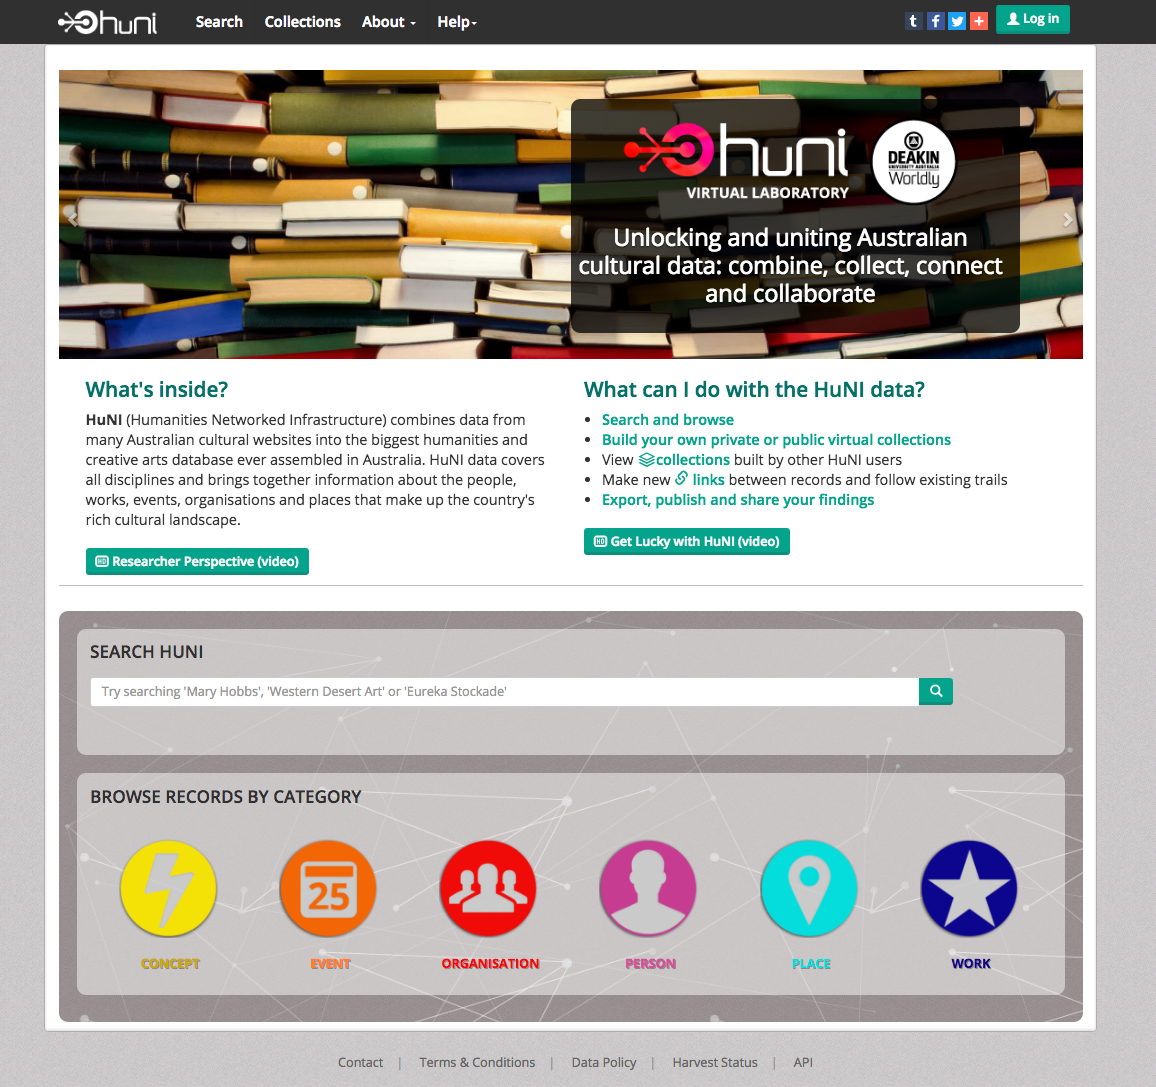 huni Search Collections About Help t f + Log in
huni
VIRTUAL LABORATORY
DEAKIN
UNIVERSITY AUSTRALIA
Worldly
Unlocking and uniting Australian
cultural data: combine, collect, connect
and collaborate
What's inside?
HuNI (Humanities Networked Infrastructure) combines data from
many Australian cultural websites into the biggest humanities and
creative arts database ever assembled in Australia. HuNI data covers
all disciplines and brings together information about the people,
works, events, organisations and places that make up the country's
rich cultural landscape.
HD Researcher Perspective (video)
What can I do with the HuNI data?
• Search and browse
• Build your own private or public virtual collections
• View collections built by other HuNI users
• Make new links between records and follow existing trails
• Export, publish and share your findings
HD Get Lucky with HuNI (video)
SEARCH HUNI
Try searching 'Mary Hobbs', 'Western Desert Art' or 'Eureka Stockade'
BROWSE RECORDS BY CATEGORY
25
CONCEPT EVENT ORGANISATION PERSON PLACE WORK
Contact | Terms & Conditions | Data Policy | Harvest Status | API